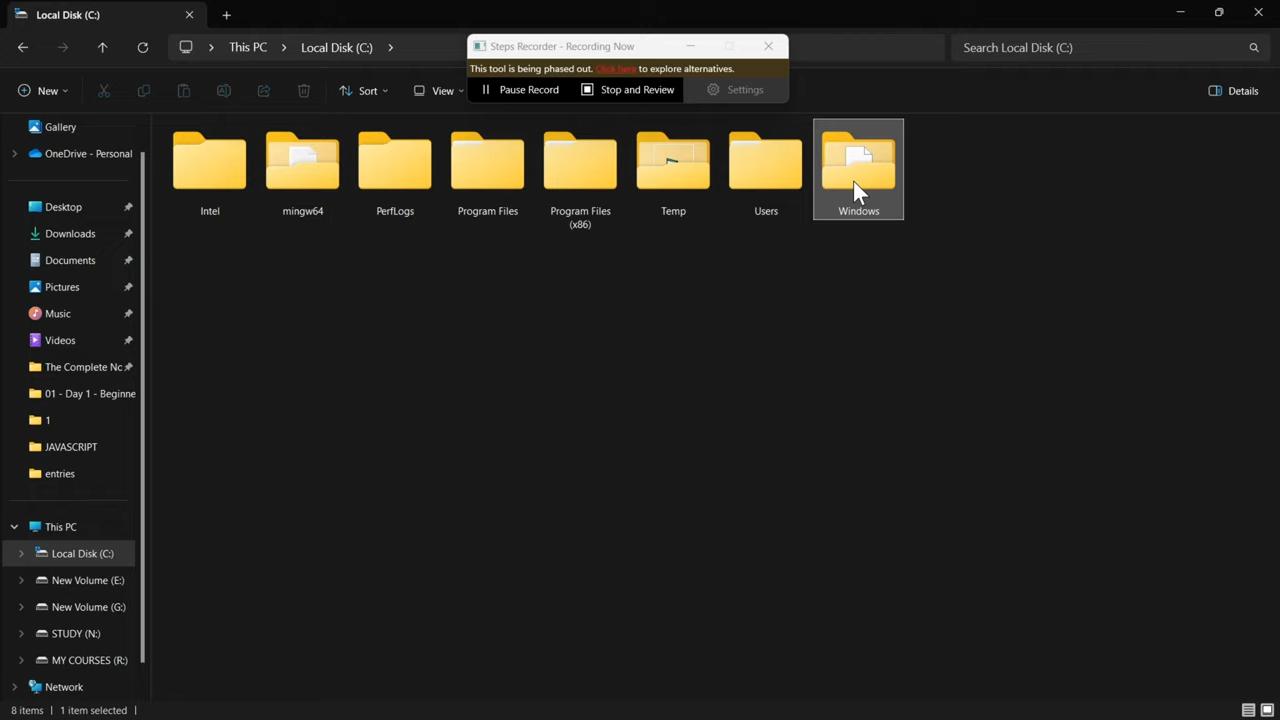 Local Disk (C:)
This PC
Local Disk (C:)
Steps Recorder - Recording Now
Search Local Disk (C:)
This tool is being phased out. Click here to explore alternatives.
New
Sort
View
Pause Record
Stop and Review
Settings
Details
Gallery
OneDrive - Personal
Desktop
Downloads
Documents
Pictures
Music
Videos
The Complete Nc
01 - Day 1 - Beginne
1
JAVASCRIPT
entries
This PC
Local Disk (C:)
New Volume (E:)
New Volume (G:)
STUDY (N:)
MY COURSES (R:)
Network
Intel
mingw64
PerfLogs
Program Files
Program Files
(x86)
Temp
Users
Windows
8 items
1 item selected